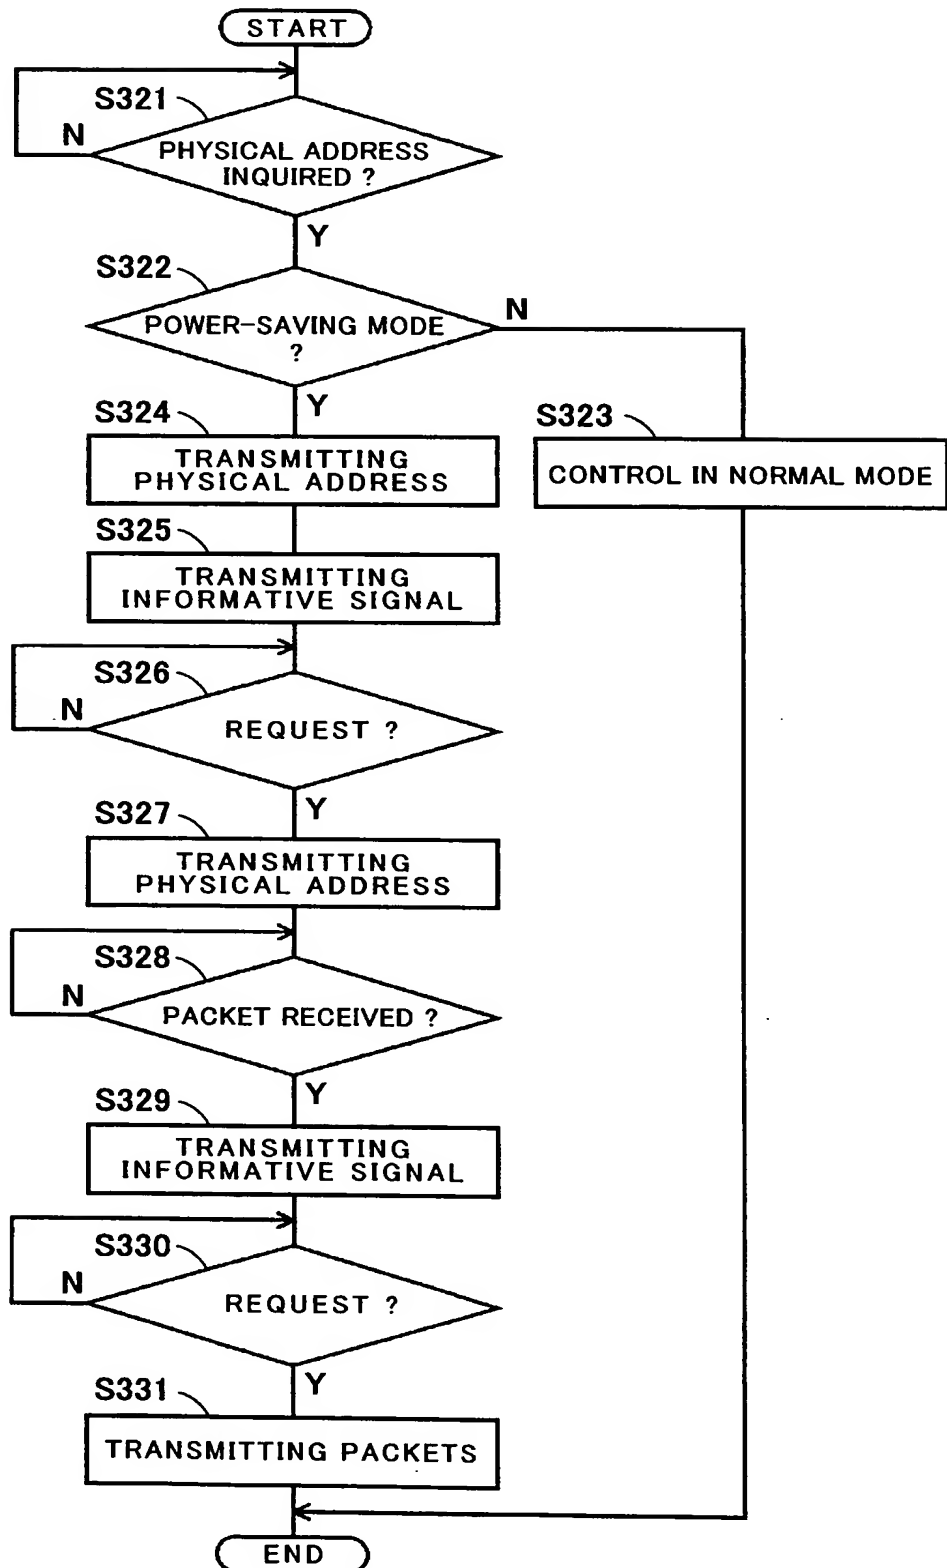 START
S321
N
PHYSICAL ADDRESS
INQUIRED ?
Y
S322
N
POWER-SAVING MODE
?
Y
S324
S323
TRANSMITTING
PHYSICAL ADDRESS
CONTROL IN NORMAL MODE
S325
TRANSMITTING
INFORMATIVE SIGNAL
S326
N
REQUEST ?
Y
S327
TRANSMITTING
PHYSICAL ADDRESS
S328
N
PACKET RECEIVED ?
Y
S329
TRANSMITTING
INFORMATIVE SIGNAL
S330
N
REQUEST ?
Y
S331
TRANSMITTING PACKETS
END